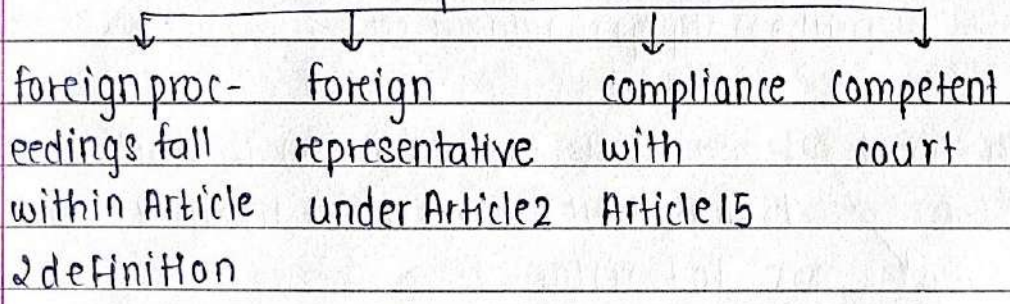 foreign proc-
eedings fall
within Article
2 definition
foreign
representative
under Article 2
compliance
with
Article 15
Competent
court